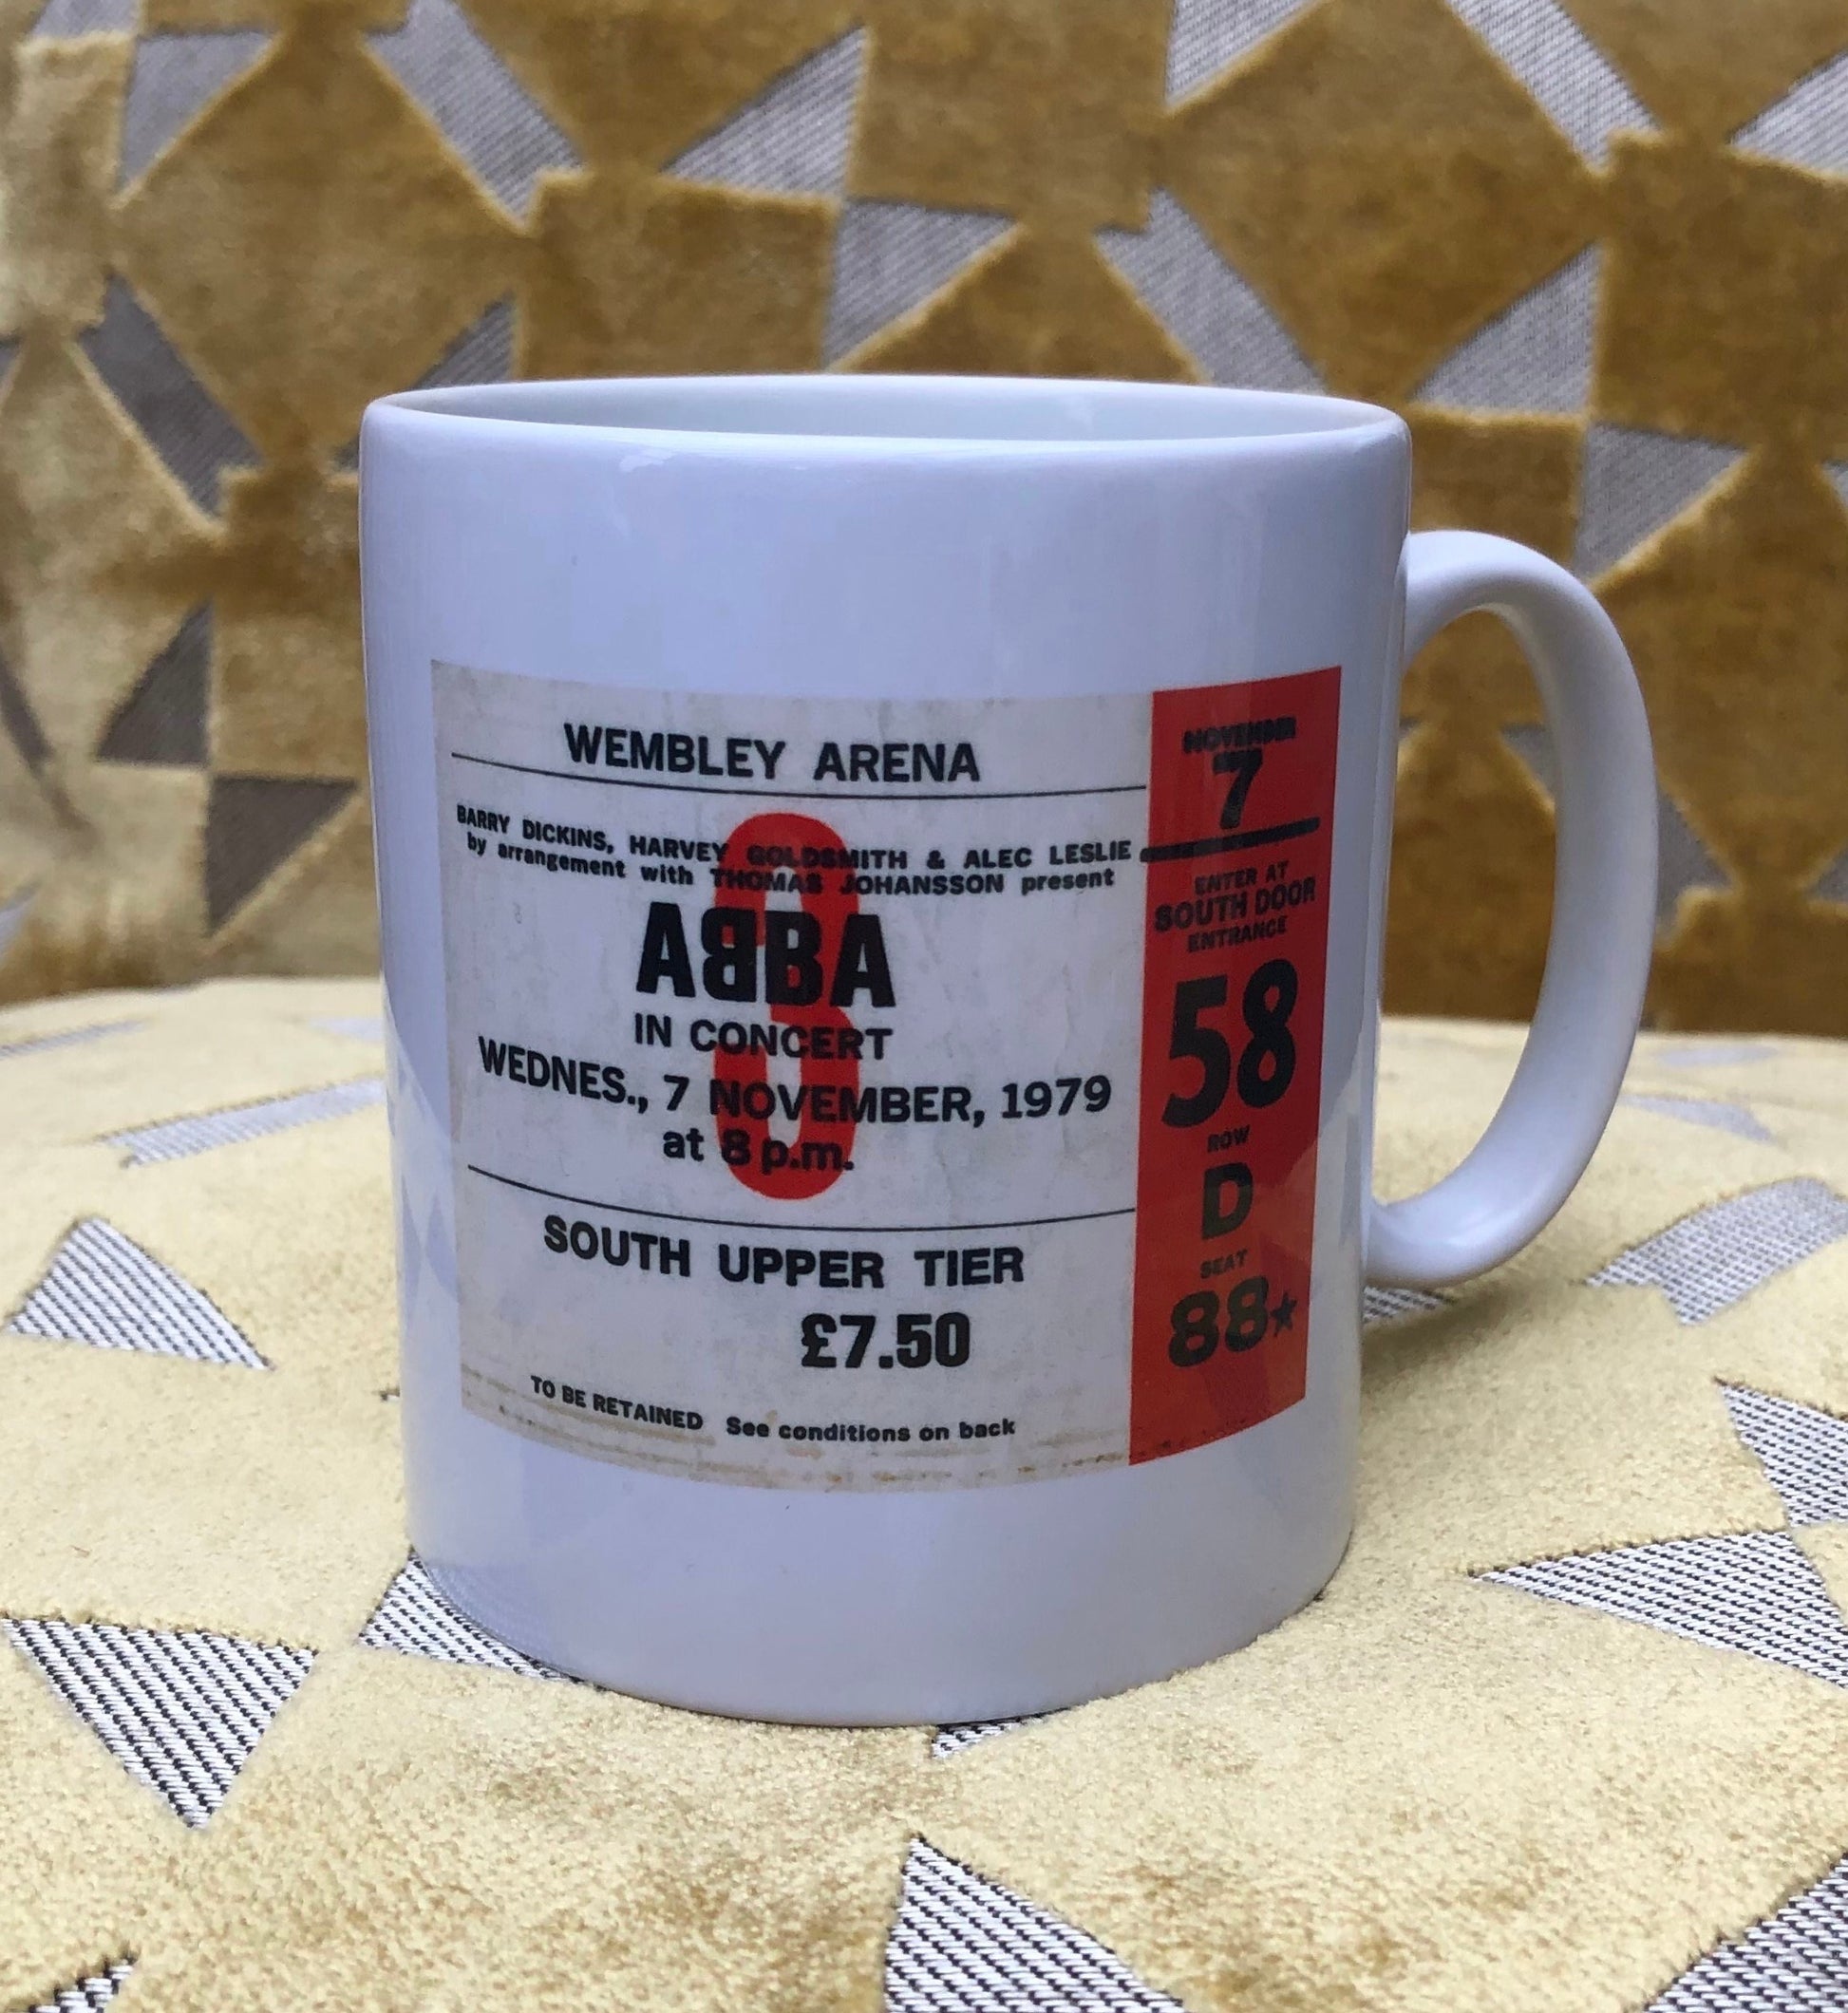 WEMBLEY ARENA
BARRY DICKINS, HARVEY GOLDSMITH & ALEC LESLIE
by arrangement with THOMAS JOHANSSON present
3
ABBA
IN CONCERT
WEDNES., 7 NOVEMBER, 1979
at 8 p.m.
SOUTH UPPER TIER
£7.50
TO BE RETAINED See conditions on back
NOVEMBER
7
ENTER AT
SOUTH DOOR
ENTRANCE
58
ROW
D
SEAT
88★